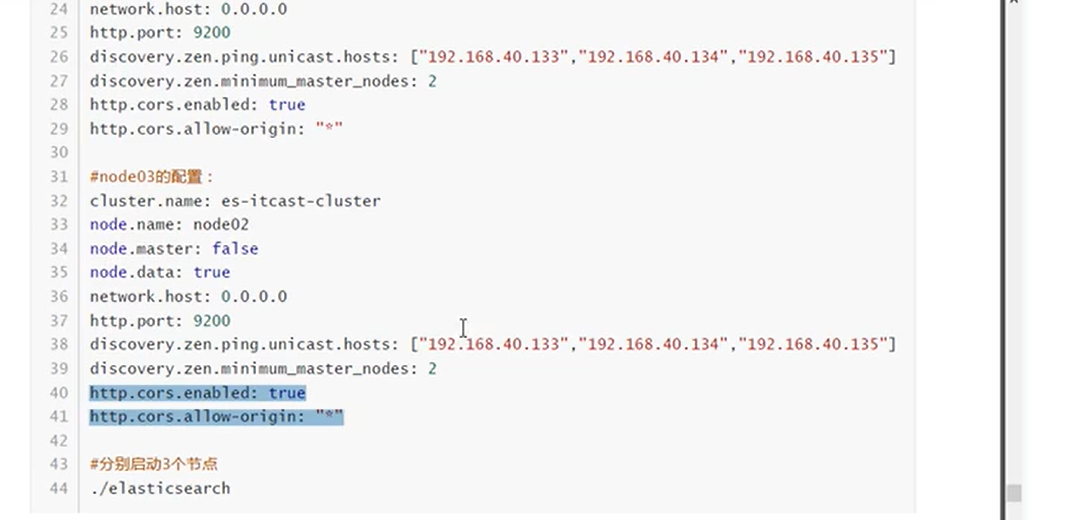 24 network.host: 0.0.0.0
25 http.port: 9200
26 discovery.zen.ping.unicast.hosts: ["192.168.40.133","192.168.40.134","192.168.40.135"]
27 discovery.zen.minimum_master_nodes: 2
28 http.cors.enabled: true
29 http.cors.allow-origin: "*"
30
31 #node03的配置：
32 cluster.name: es-itcast-cluster
33 node.name: node02
34 node.master: false
35 node.data: true
36 network.host: 0.0.0.0
37 http.port: 9200
38 discovery.zen.ping.unicast.hosts: ["192.168.40.133","192.168.40.134","192.168.40.135"]
39 discovery.zen.minimum_master_nodes: 2
40 http.cors.enabled: true
41 http.cors.allow-origin: "*"
42
43 #分别启动3个节点
44 ./elasticsearch